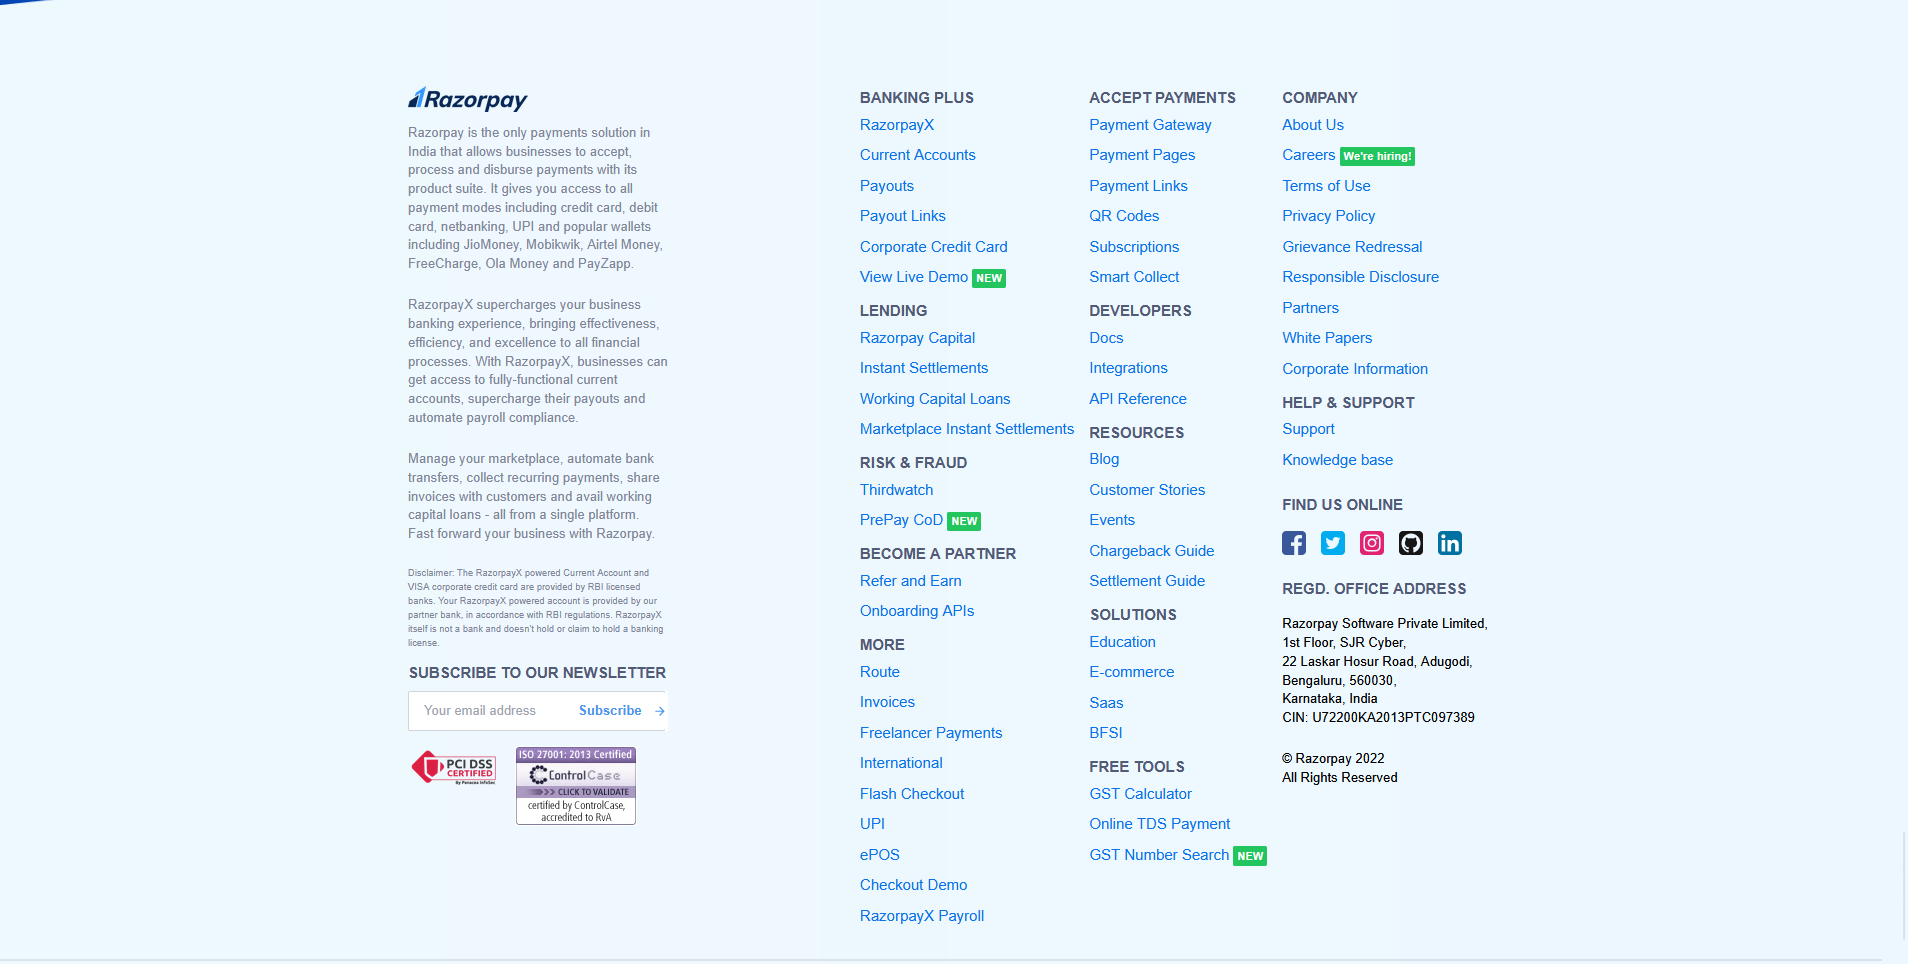 Razorpay
Razorpay is the only payments solution in
India that allows businesses to accept,
process and disburse payments with its
product suite. It gives you access to all
payment modes including credit card, debit
card, netbanking, UPI and popular wallets
including JioMoney, Mobikwik, Airtel Money,
FreeCharge, Ola Money and PayZapp.
RazorpayX supercharges your business
banking experience, bringing effectiveness,
efficiency, and excellence to all financial
processes. With RazorpayX, businesses can
get access to fully-functional current
accounts, supercharge their payouts and
automate payroll compliance.
Manage your marketplace, automate bank
transfers, collect recurring payments, share
invoices with customers and avail working
capital loans - all from a single platform.
Fast forward your business with Razorpay.
Disclaimer: The RazorpayX powered Current Account and
VISA corporate credit card are provided by RBI licensed
banks. Your RazorpayX powered account is provided by our
partner bank, in accordance with RBI regulations. RazorpayX
itself is not a bank and doesn't hold or claim to hold a banking
license.
SUBSCRIBE TO OUR NEWSLETTER
Your email address Subscribe →
PCI DSS
CERTIFIED
By Panacea InfoSec
ISO 27001: 2013 Certified
ControlCase
>>> CLICK TO VALIDATE
certified by ControlCase,
accredited to RvA
BANKING PLUS
RazorpayX
Current Accounts
Payouts
Payout Links
Corporate Credit Card
View Live Demo NEW
LENDING
Razorpay Capital
Instant Settlements
Working Capital Loans
Marketplace Instant Settlements
RISK & FRAUD
Thirdwatch
PrePay CoD NEW
BECOME A PARTNER
Refer and Earn
Onboarding APIs
MORE
Route
Invoices
Freelancer Payments
International
Flash Checkout
UPI
ePOS
Checkout Demo
RazorpayX Payroll
ACCEPT PAYMENTS
Payment Gateway
Payment Pages
Payment Links
QR Codes
Subscriptions
Smart Collect
DEVELOPERS
Docs
Integrations
API Reference
RESOURCES
Blog
Customer Stories
Events
Chargeback Guide
Settlement Guide
SOLUTIONS
Education
E-commerce
Saas
BFSI
FREE TOOLS
GST Calculator
Online TDS Payment
GST Number Search NEW
COMPANY
About Us
Careers We're hiring!
Terms of Use
Privacy Policy
Grievance Redressal
Responsible Disclosure
Partners
White Papers
Corporate Information
HELP & SUPPORT
Support
Knowledge base
FIND US ONLINE
REGD. OFFICE ADDRESS
Razorpay Software Private Limited,
1st Floor, SJR Cyber,
22 Laskar Hosur Road, Adugodi,
Bengaluru, 560030,
Karnataka, India
CIN: U72200KA2013PTC097389
© Razorpay 2022
All Rights Reserved